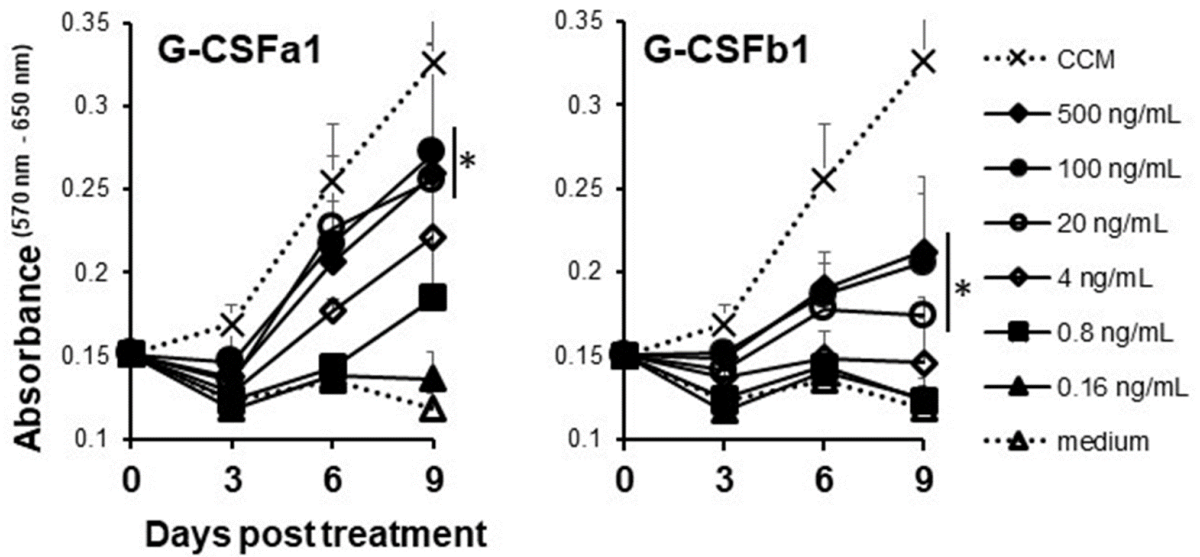 G-CSFa1
G-CSFb1
Absorbance(570 nm - 650 nm)
0.35
0.3
0.25
0.2
0.15
0.1
0 3 6 9
*
Days post treatment
0.35
0.3
0.25
0.2
0.15
0.1
0 3 6 9
*
CCM
500 ng/mL
100 ng/mL
20 ng/mL
4 ng/mL
0.8 ng/mL
0.16 ng/mL
medium